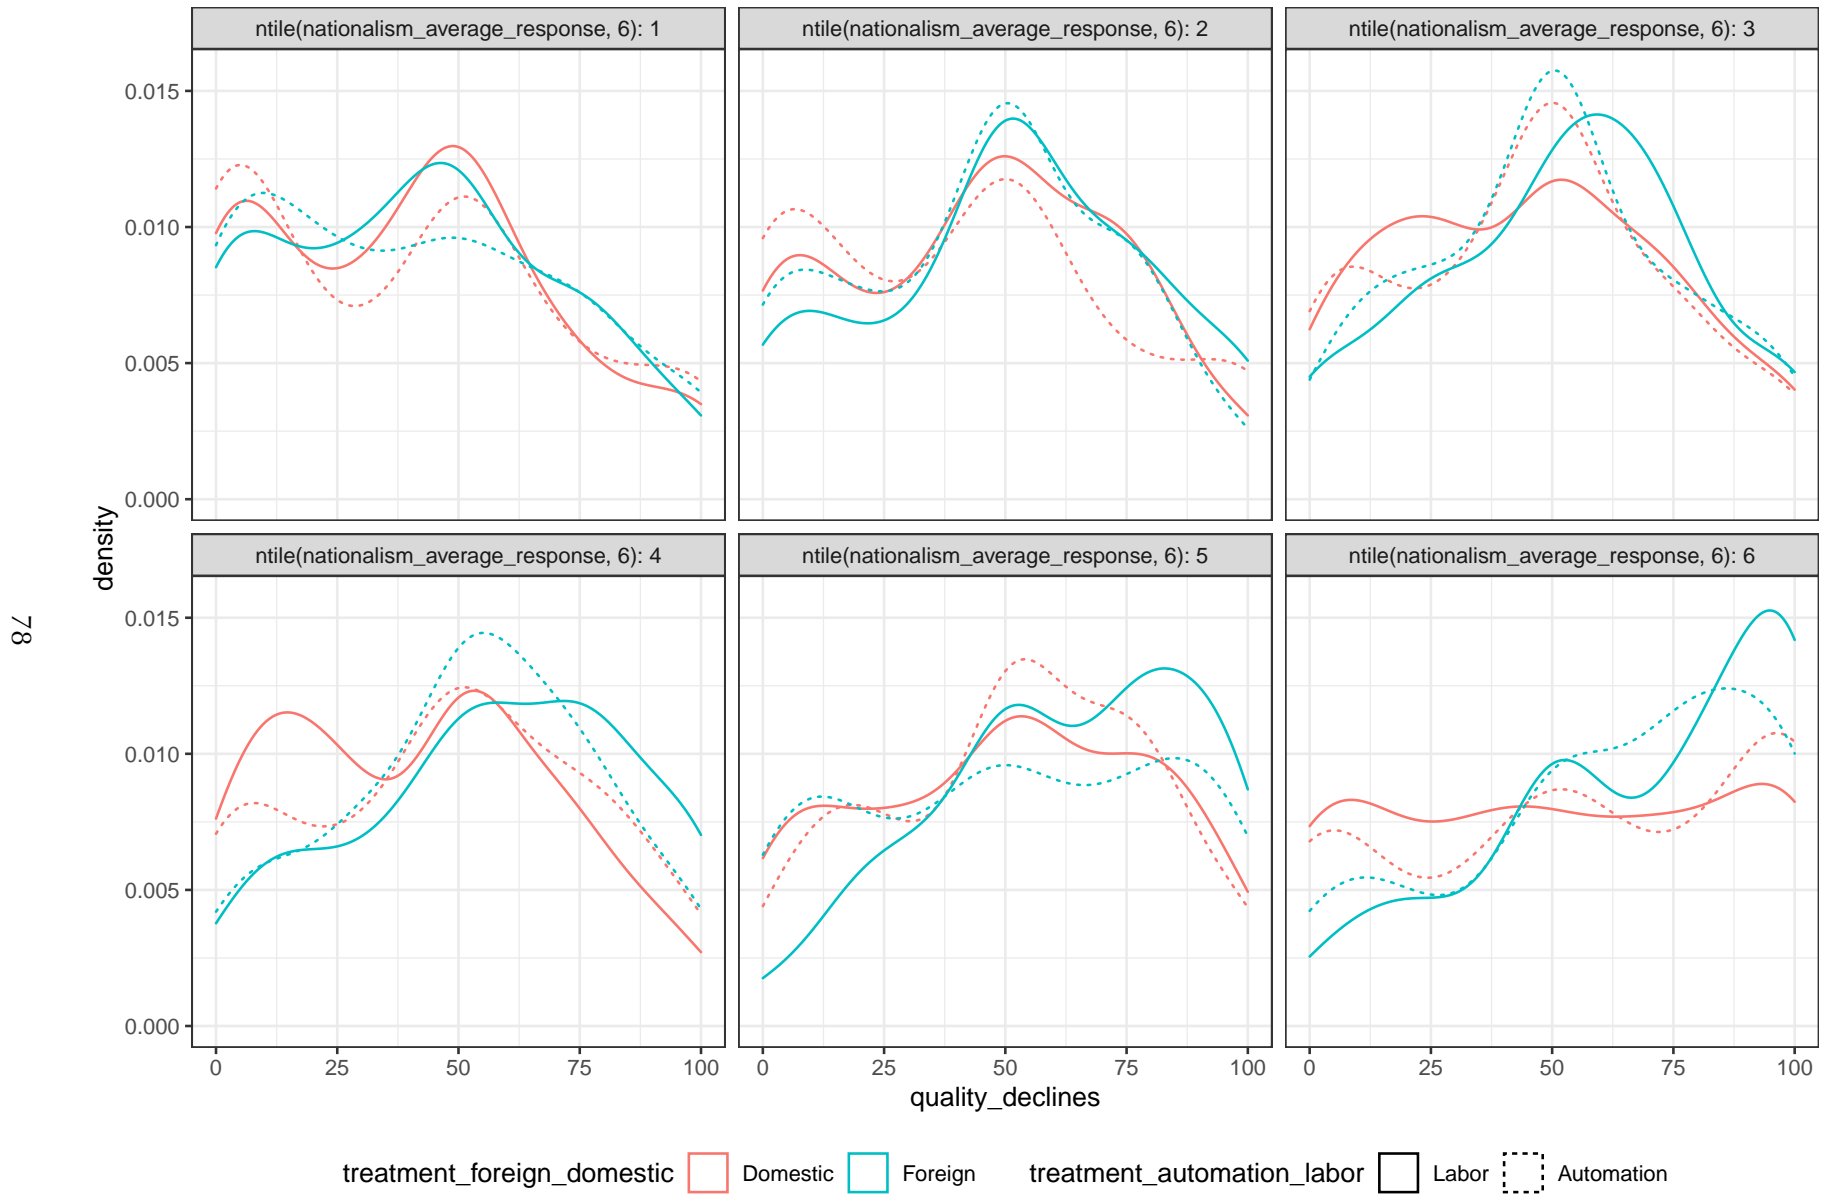 ntile(nationalism_average_response, 6): 1
ntile(nationalism_average_response, 6): 2
ntile(nationalism_average_response, 6): 3
0.015
0.010
0.005
0.000
density
ntile(nationalism_average_response, 6): 4
ntile(nationalism_average_response, 6): 5
ntile(nationalism_average_response, 6): 6
0.015
0.010
0.005
0.000
0 25 50 75 100
0 25 50 75 100
0 25 50 75 100
quality_declines
treatment_foreign_domestic Domestic Foreign treatment_automation_labor Labor Automation
78